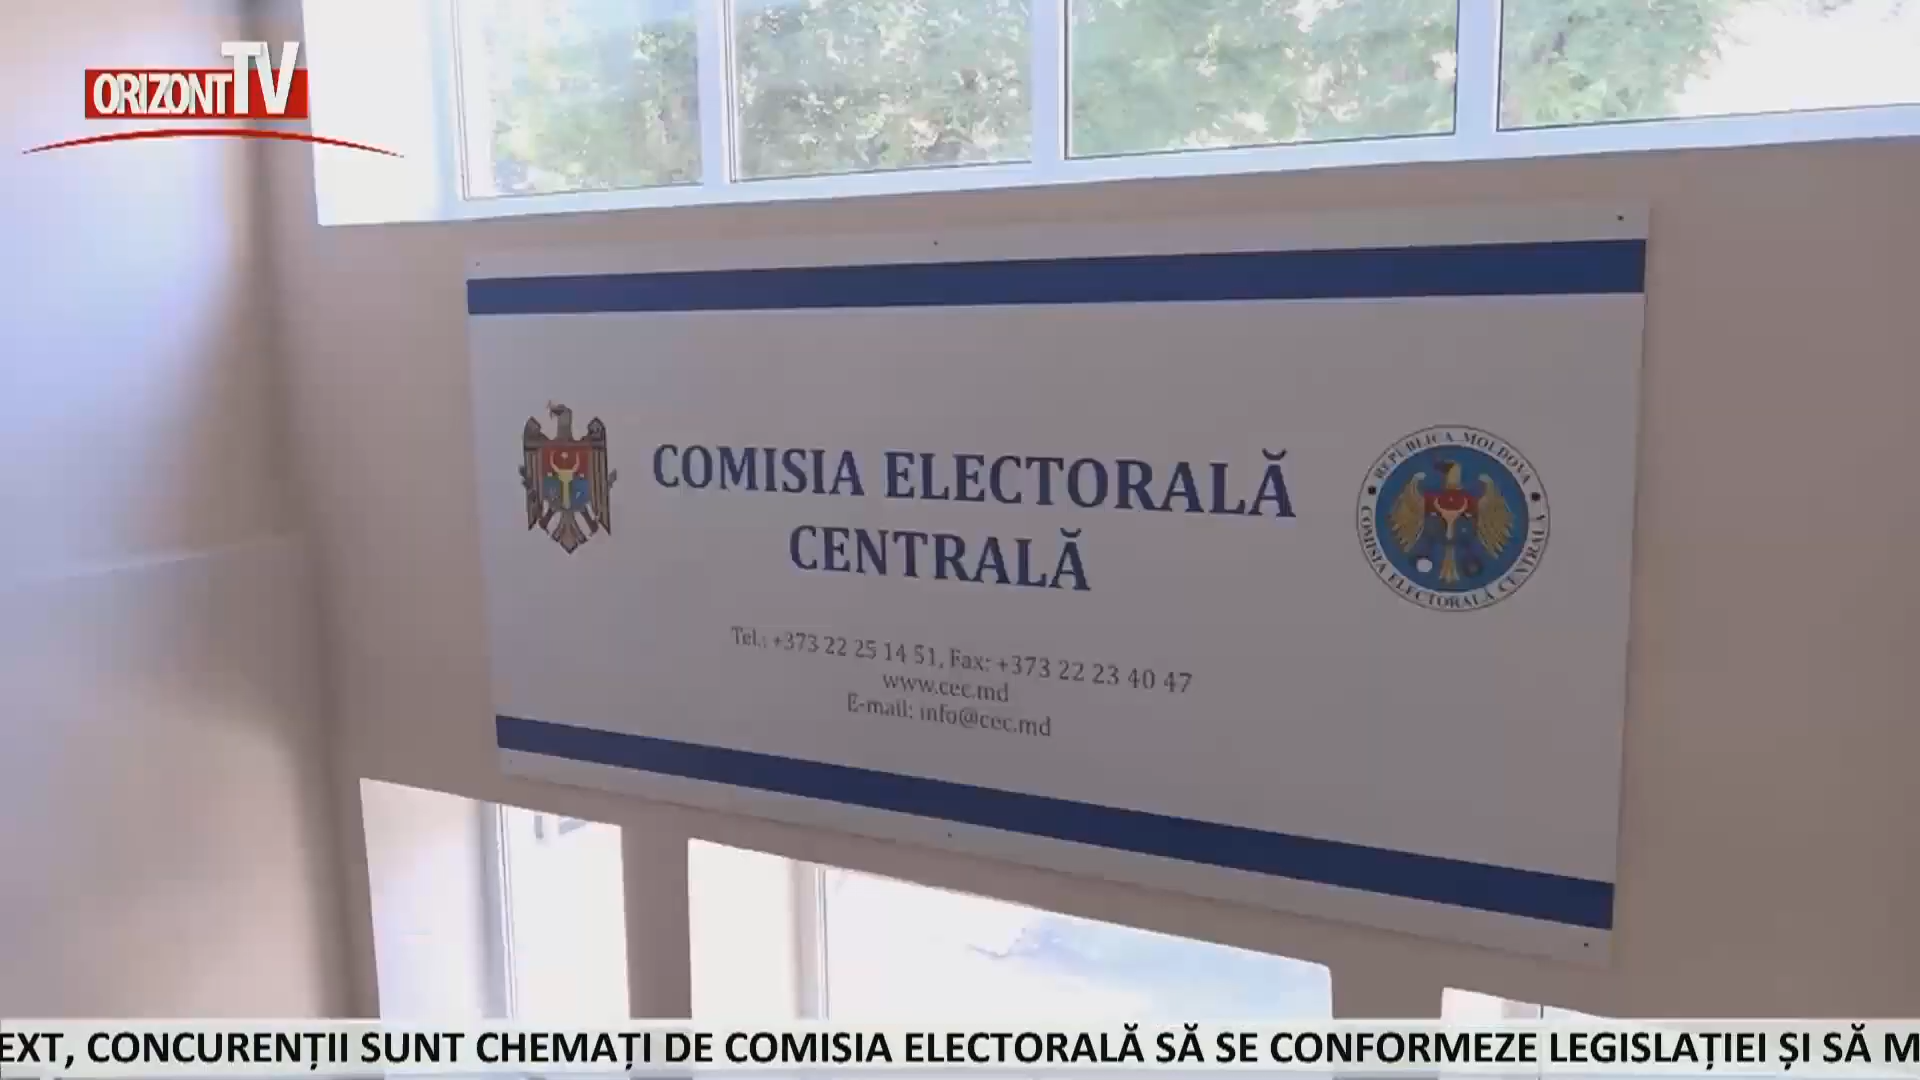 ORIZONTTV
COMISIA ELECTORALĂ
CENTRALĂ
REPUBLICA MOLDOVA
COMISIA ELECTORALĂ CENTRALĂ
Tel.: +373 22 25 14 51, Fax: +373 22 23 40 47
www.cec.md
E-mail: info@cec.md
EXT, CONCURENȚII SUNT CHEMAȚI DE COMISIA ELECTORALĂ SĂ SE CONFORMEZE LEGISLAȚIEI ȘI SĂ M